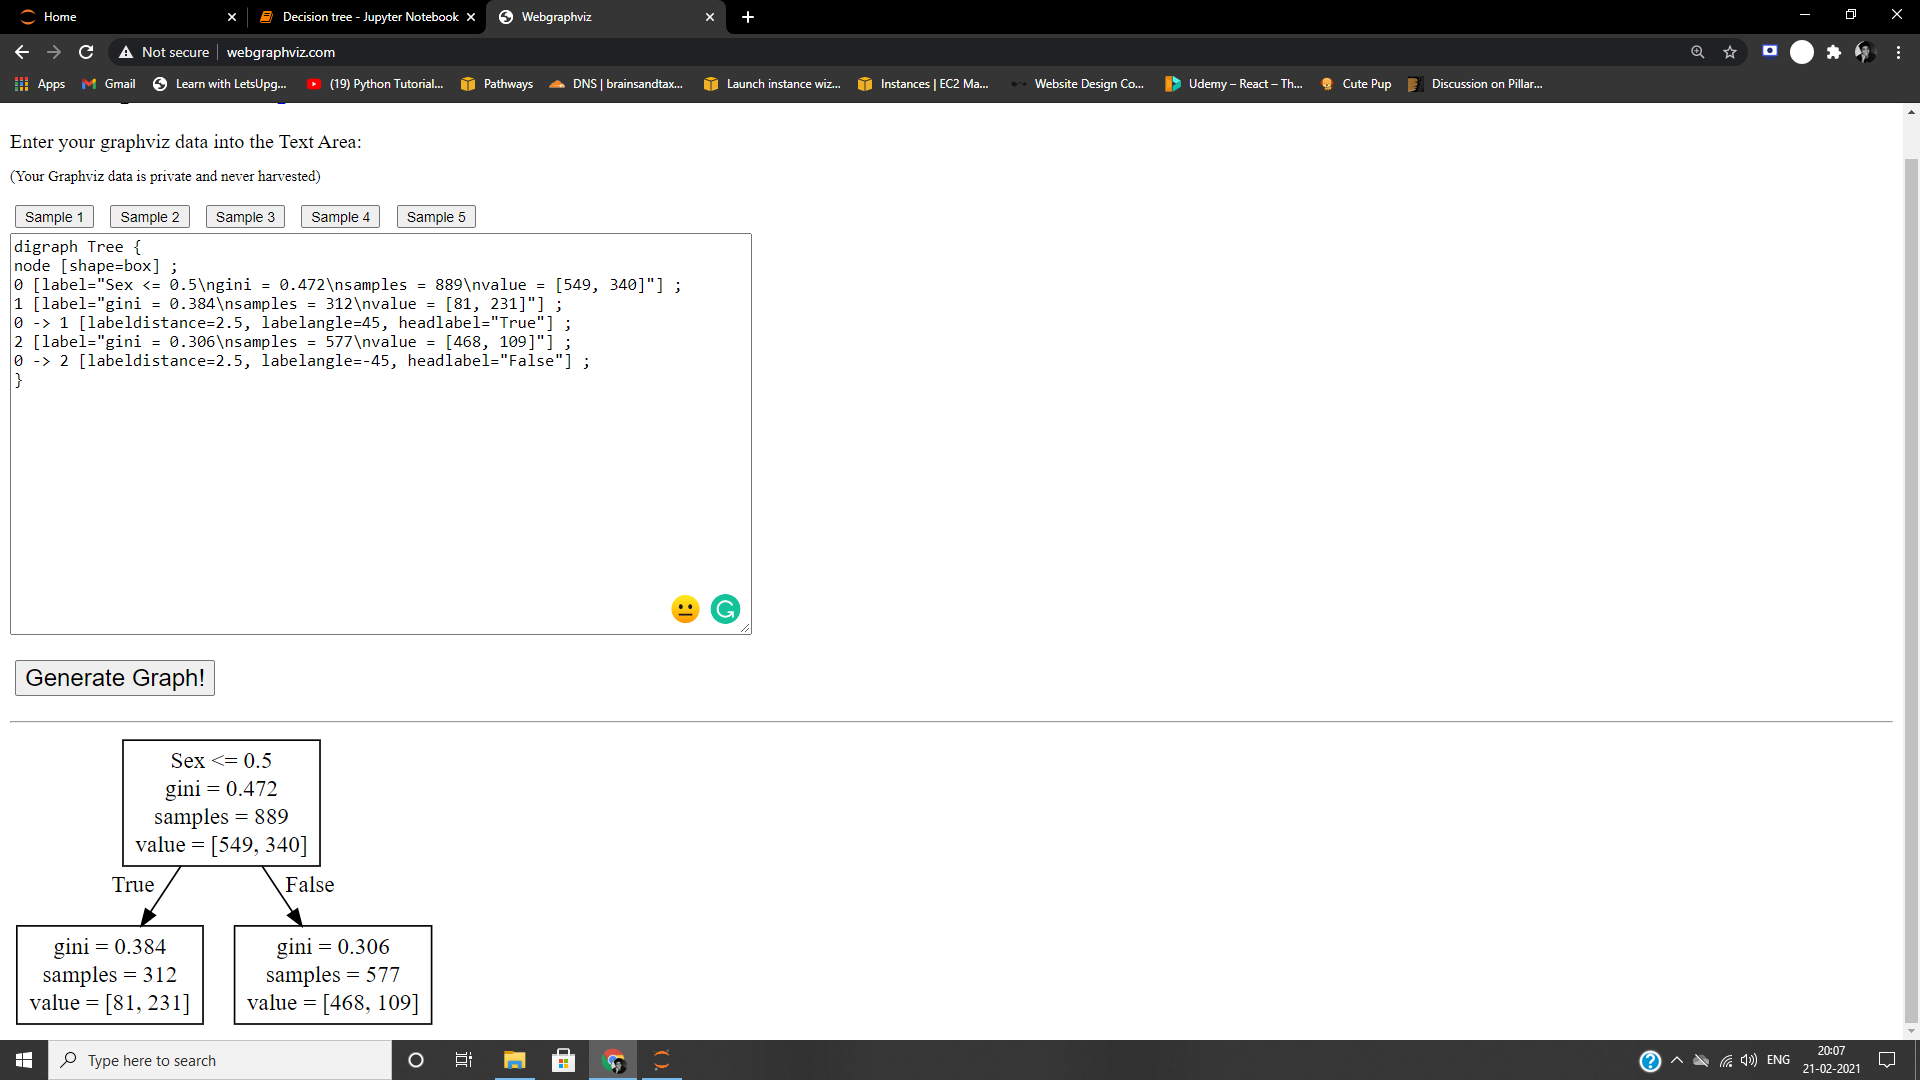 Home
Decision tree - Jupyter Notebook
Webgraphviz
Not secure
webgraphviz.com
Apps
Gmail
Learn with LetsUpg...
(19) Python Tutorial...
Pathways
DNS | brainsandtax...
Launch instance wiz...
Instances | EC2 Ma...
Website Design Co...
Udemy – React – Th...
Cute Pup
Discussion on Pillar...
Enter your graphviz data into the Text Area:
(Your Graphviz data is private and never harvested)
Sample 1 Sample 2 Sample 3 Sample 4 Sample 5
digraph Tree {
node [shape=box] ;
0 [label="Sex <= 0.5\ngini = 0.472\nsamples = 889\nvalue = [549, 340]"] ;
1 [label="gini = 0.384\nsamples = 312\nvalue = [81, 231]"] ;
0 -> 1 [labeldistance=2.5, labelangle=45, headlabel="True"] ;
2 [label="gini = 0.306\nsamples = 577\nvalue = [468, 109]"] ;
0 -> 2 [labeldistance=2.5, labelangle=-45, headlabel="False"] ;
}
Generate Graph!
Sex <= 0.5
gini = 0.472
samples = 889
value = [549, 340]
True
False
gini = 0.384
samples = 312
value = [81, 231]
gini = 0.306
samples = 577
value = [468, 109]
Type here to search
ENG
20:07
21-02-2021